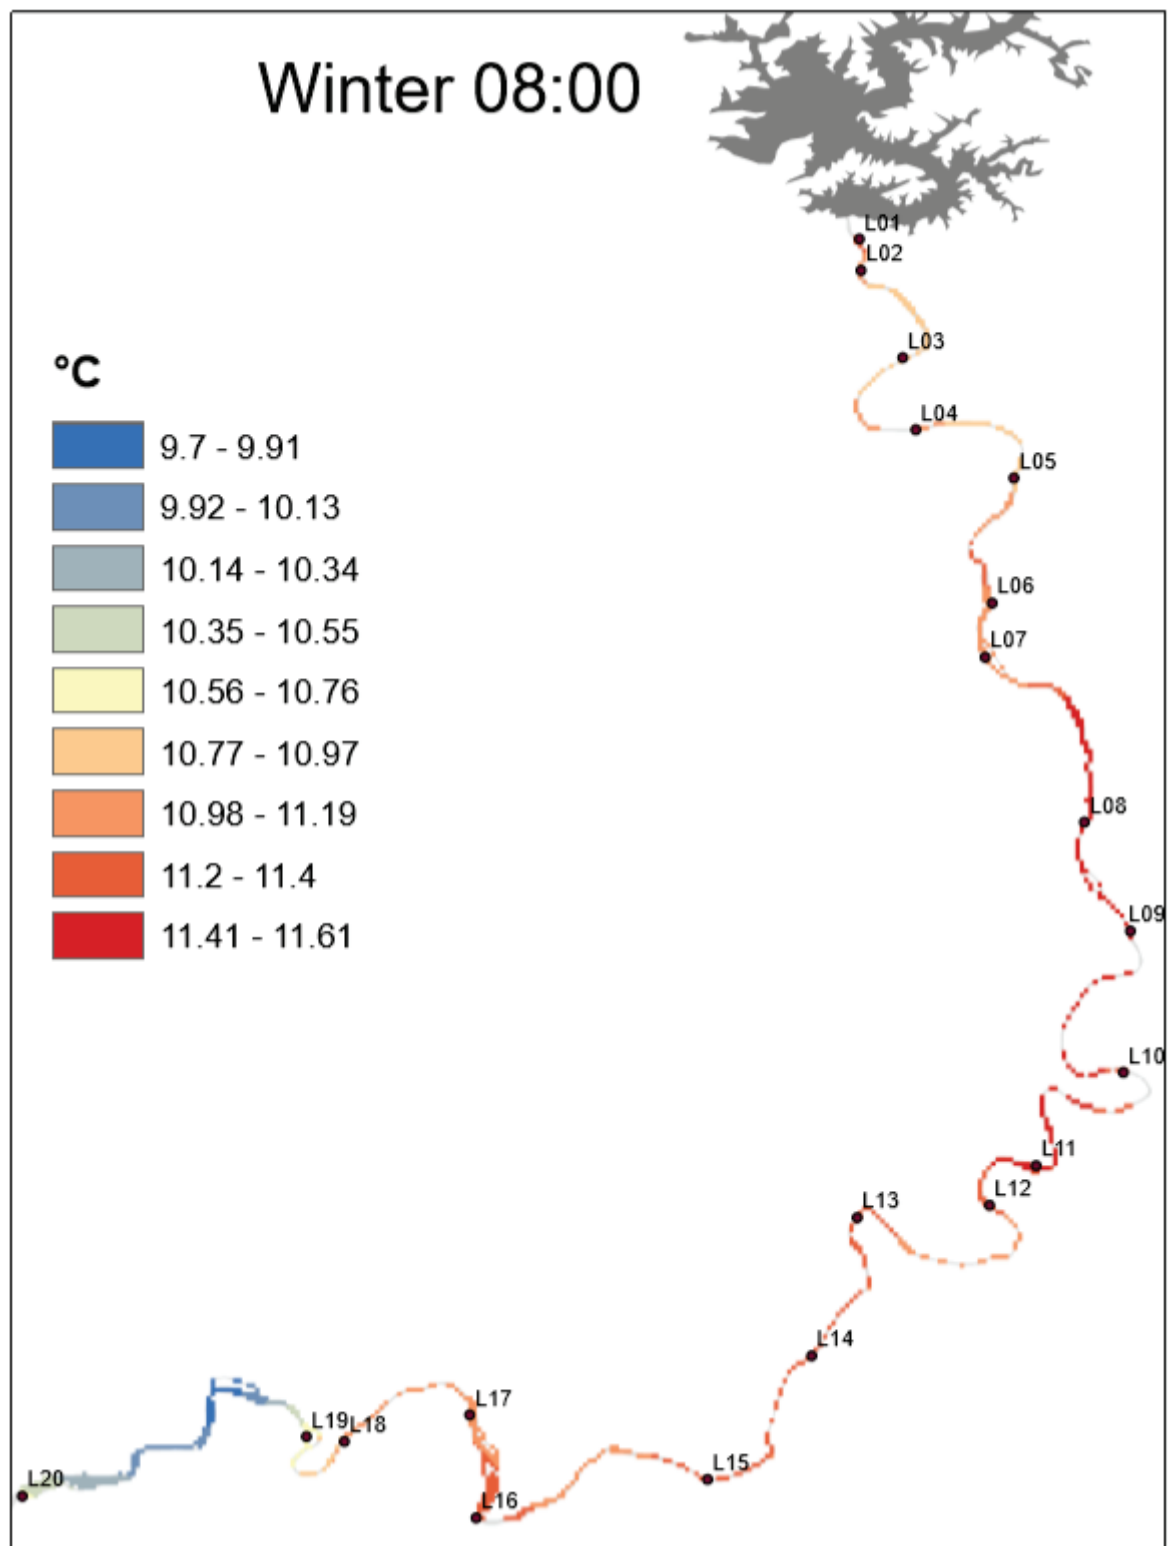 Winter 08:00
L01
L02
L03
L04
L05
L06
L07
L08
L09
L10
L11
L12
L13
L14
L15
L16
L17
L18
L19
L20
°C
9.7 - 9.91
9.92 - 10.13
10.14 - 10.34
10.35 - 10.55
10.56 - 10.76
10.77 - 10.97
10.98 - 11.19
11.2 - 11.4
11.41 - 11.61